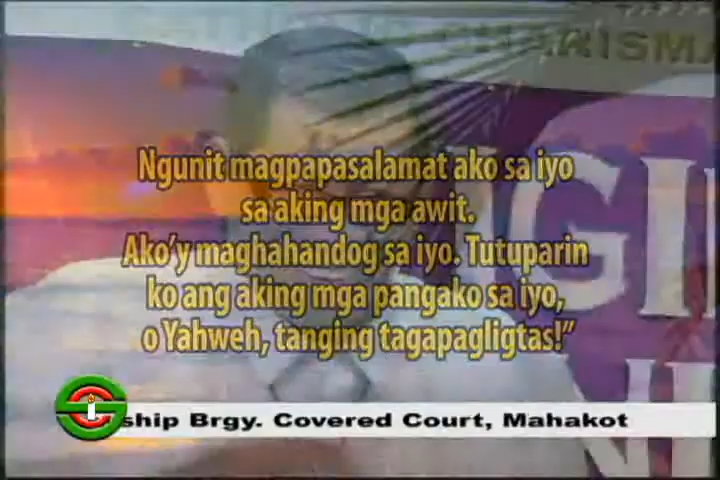 CHARISMA
Ngunit magpapasalamat ako sa iyo
sa aking mga awit.
Ako'y maghahandog sa iyo. Tutuparin
ko ang aking mga pangako sa iyo,
o Yahweh, tanging tagapagligtas!”
ship Brgy. Covered Court, Mahakot